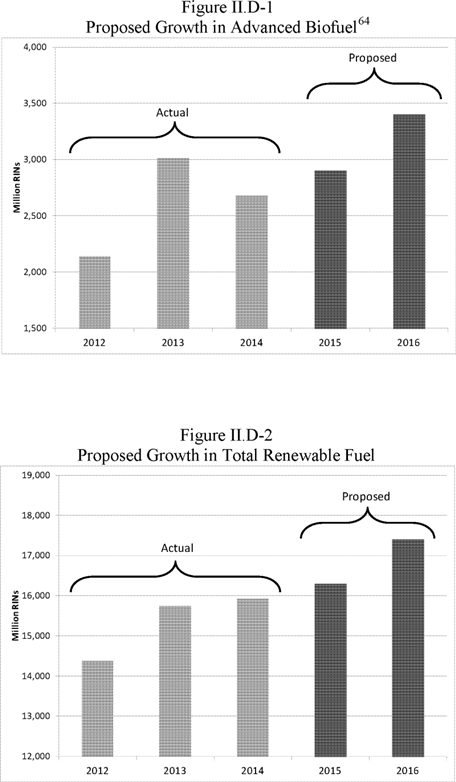 Figure II.D-1
Proposed Growth in Advanced Biofuel64
4,000
Proposed
3,500
Actual
3,000
Million RINs
2,500
2,000
1,500
2012 2013 2014 2015 2016
Figure II.D-2
Proposed Growth in Total Renewable Fuel
19,000
Proposed
18,000
17,000
Actual
16,000
Million RINs
15,000
14,000
13,000
12,000
2012 2013 2014 2015 2016